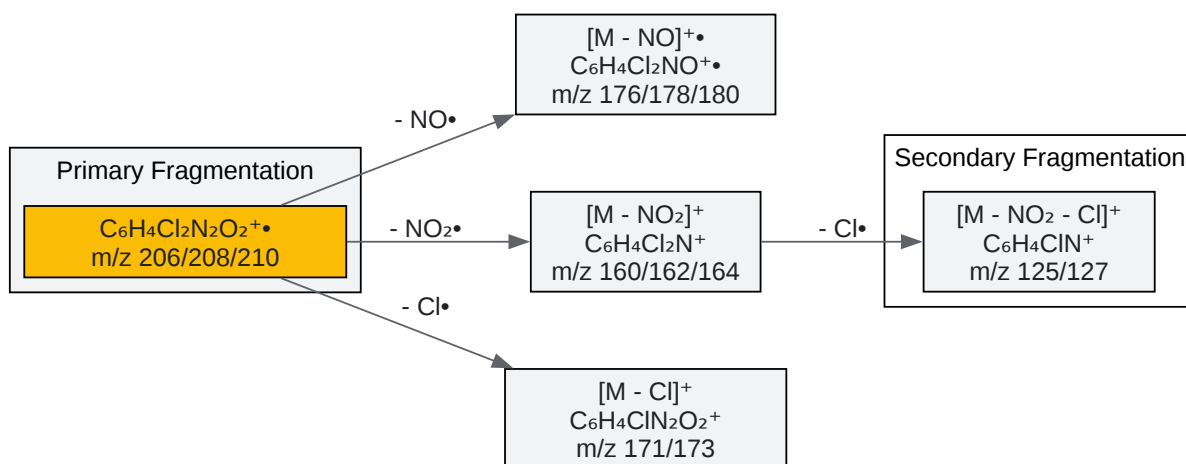 [M - NO]⁺•
C₆H₄Cl₂NO⁺•
m/z 176/178/180
- NO•
Primary Fragmentation
C₆H₄Cl₂N₂O₂⁺•
m/z 206/208/210
- NO₂•
[M - NO₂]⁺
C₆H₄Cl₂N⁺
m/z 160/162/164
- Cl•
Secondary Fragmentation
[M - NO₂ - Cl]⁺
C₆H₄ClN⁺
m/z 125/127
- Cl•
[M - Cl]⁺
C₆H₄ClN₂O₂⁺
m/z 171/173